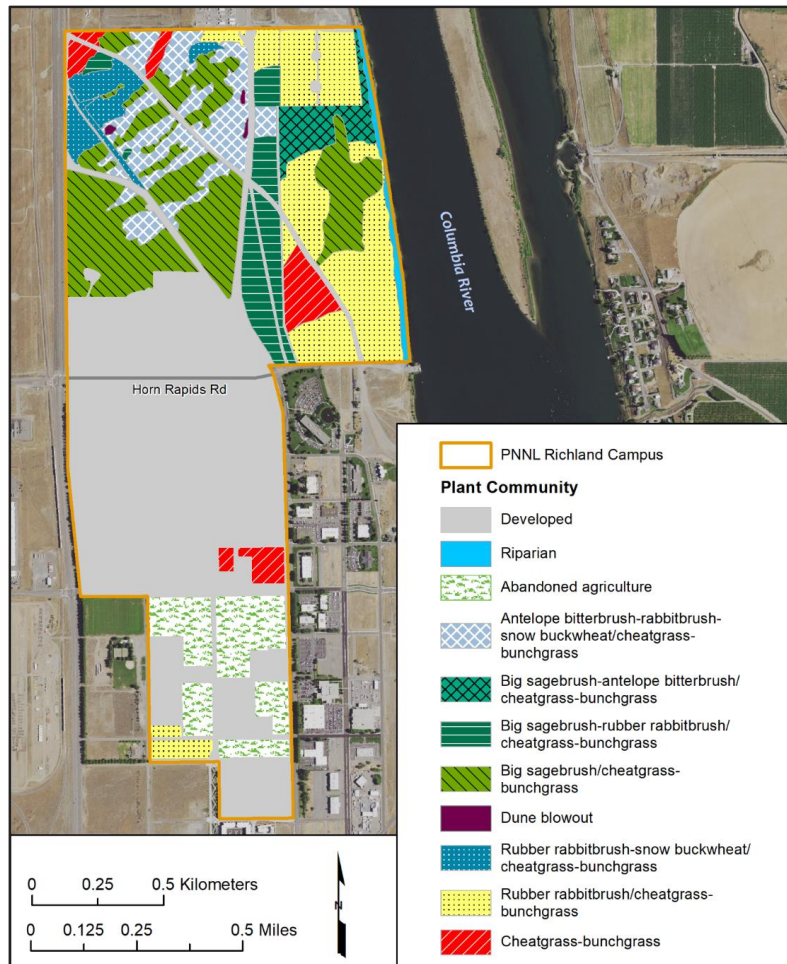 Columbia River
Horn Rapids Rd
PNNL Richland Campus
Plant Community
Developed
Riparian
Abandoned agriculture
Antelope bitterbrush-rabbitbrush-
snow buckwheat/cheatgrass-
bunchgrass
Big sagebrush-antelope bitterbrush/
cheatgrass-bunchgrass
Big sagebrush-rubber rabbitbrush/
cheatgrass-bunchgrass
Big sagebrush/cheatgrass-
bunchgrass
Dune blowout
Rubber rabbitbrush-snow buckwheat/
cheatgrass-bunchgrass
Rubber rabbitbrush/cheatgrass-
bunchgrass
Cheatgrass-bunchgrass
0 0.25 0.5 Kilometers
0 0.125 0.25 0.5 Miles
N